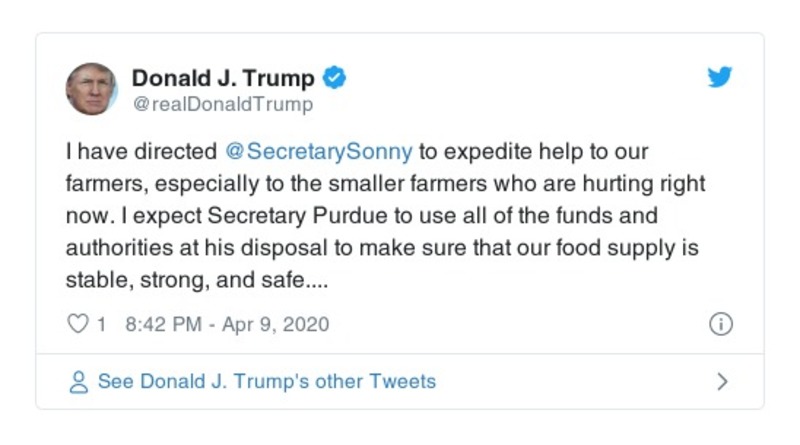 Donald J. Trump
@realDonaldTrump
I have directed @SecretarySonny to expedite help to our
farmers, especially to the smaller farmers who are hurting right
now. I expect Secretary Purdue to use all of the funds and
authorities at his disposal to make sure that our food supply is
stable, strong, and safe....
1 8:42 PM - Apr 9, 2020
See Donald J. Trump's other Tweets